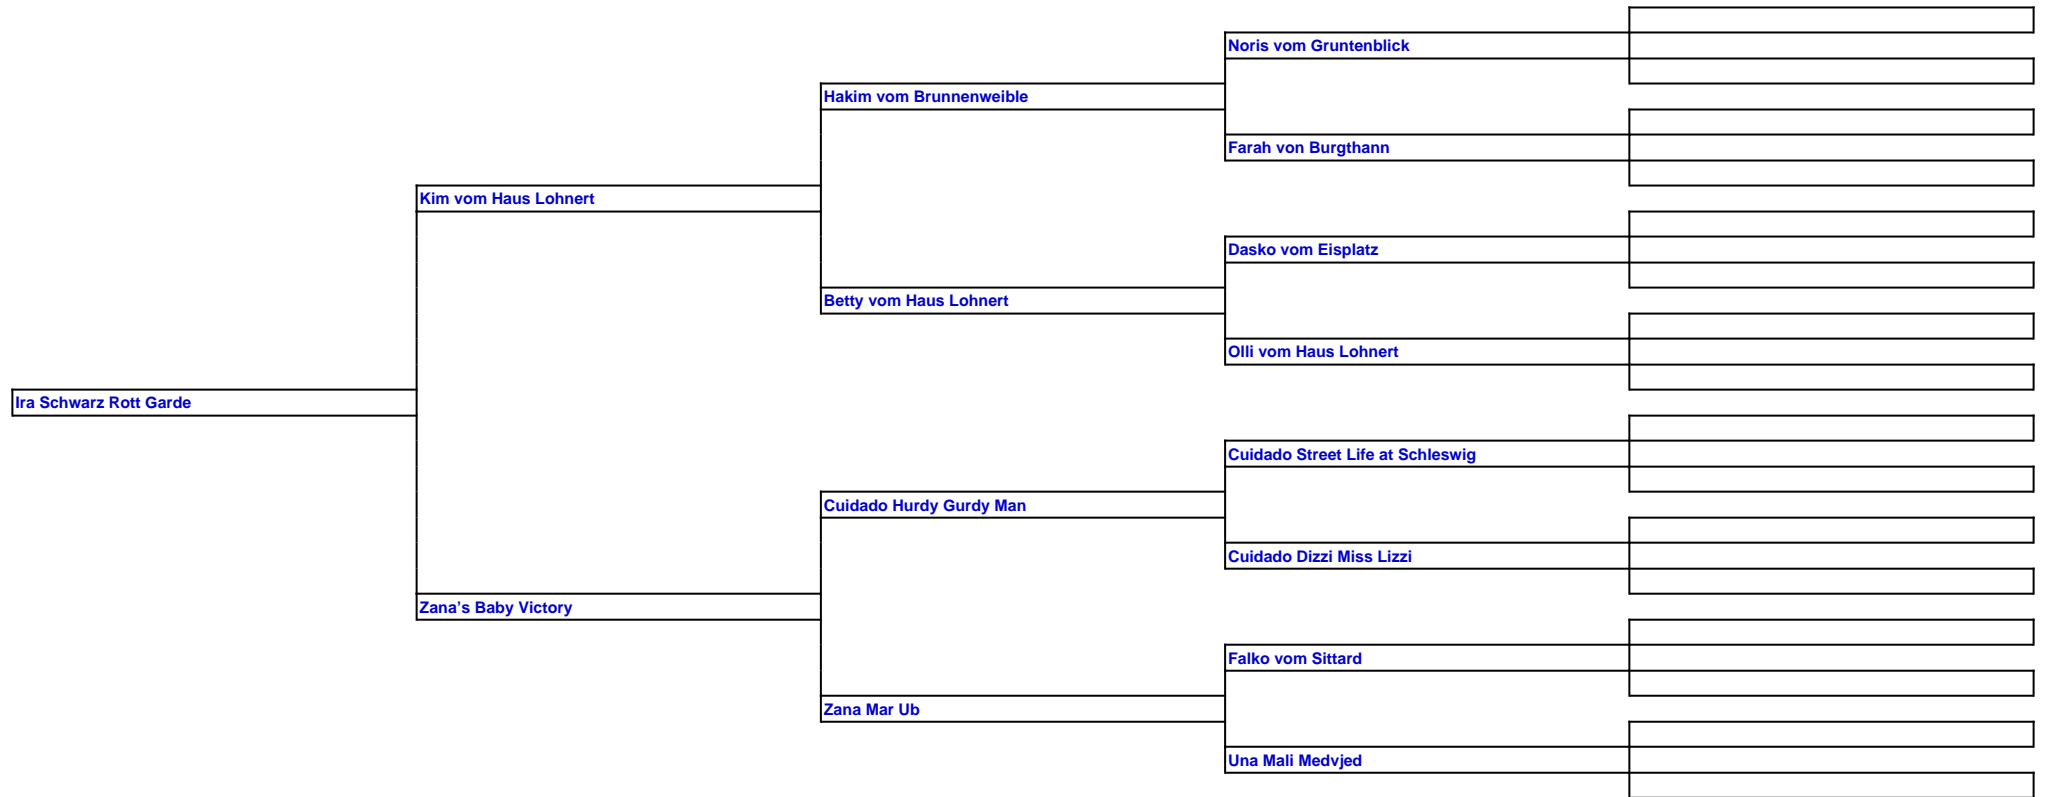 Noris vom Gruntenblick
Hakim vom Brunnenweible
Farah von Burgthann
Kim vom Haus Lohnert
Dasko vom Eisplatz
Betty vom Haus Lohnert
Olli vom Haus Lohnert
Ira Schwarz Rott Garde
Cuidado Street Life at Schleswig
Cuidado Hurdy Gurdy Man
Cuidado Dizzi Miss Lizzi
Zana’s Baby Victory
Falko vom Sittard
Zana Mar Ub
Una Mali Medvjed